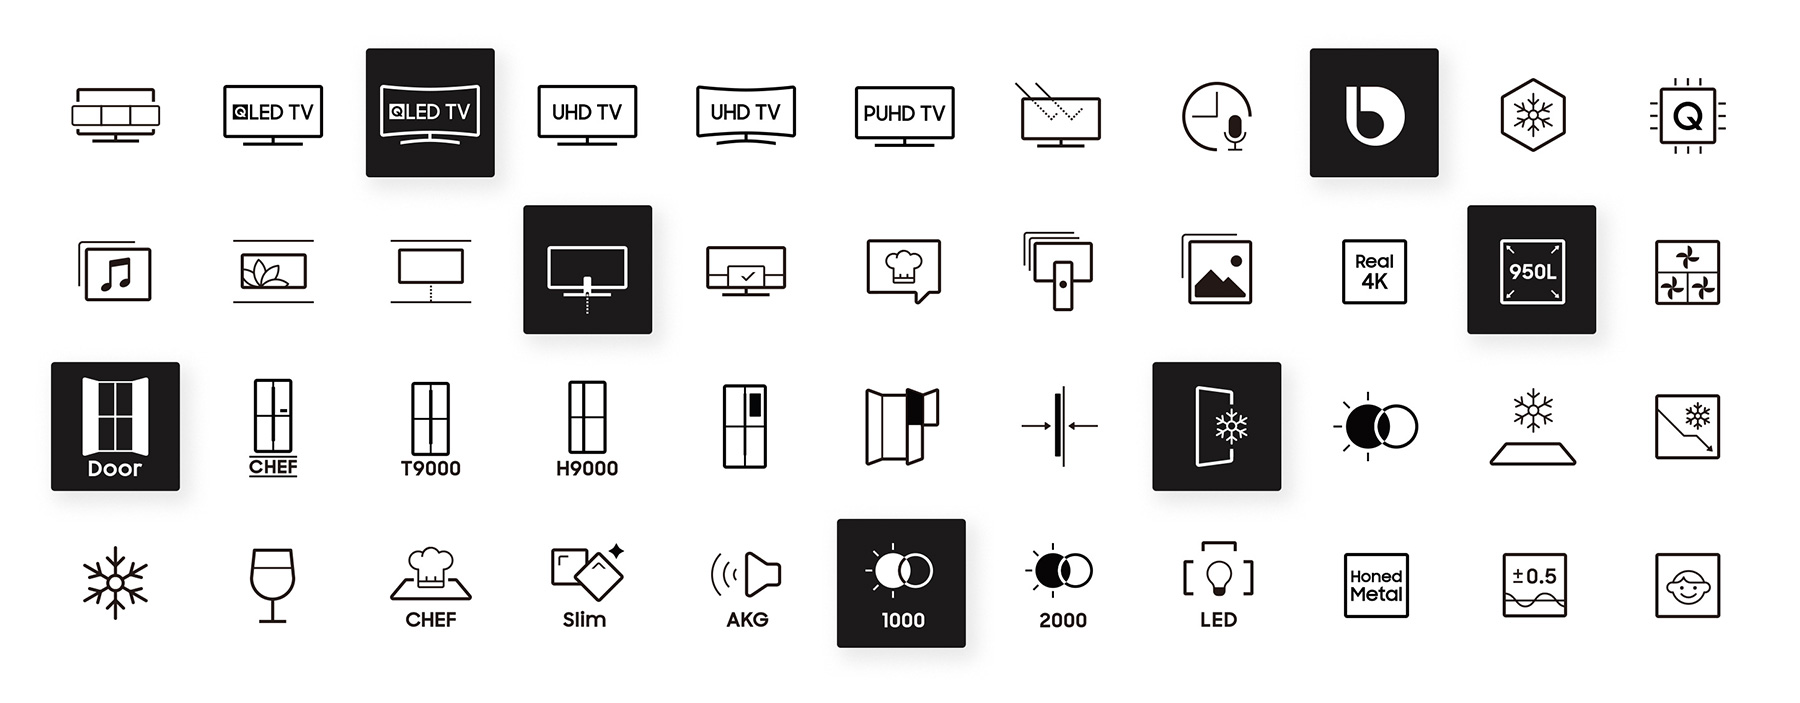 QLED TV
QLED TV
UHD TV
UHD TV
PUHD TV
b
Q
Real
4K
950L
Door
CHEF
T9000
H9000
CHEF
Slim
AKG
1000
2000
LED
Honed
Metal
±0.5